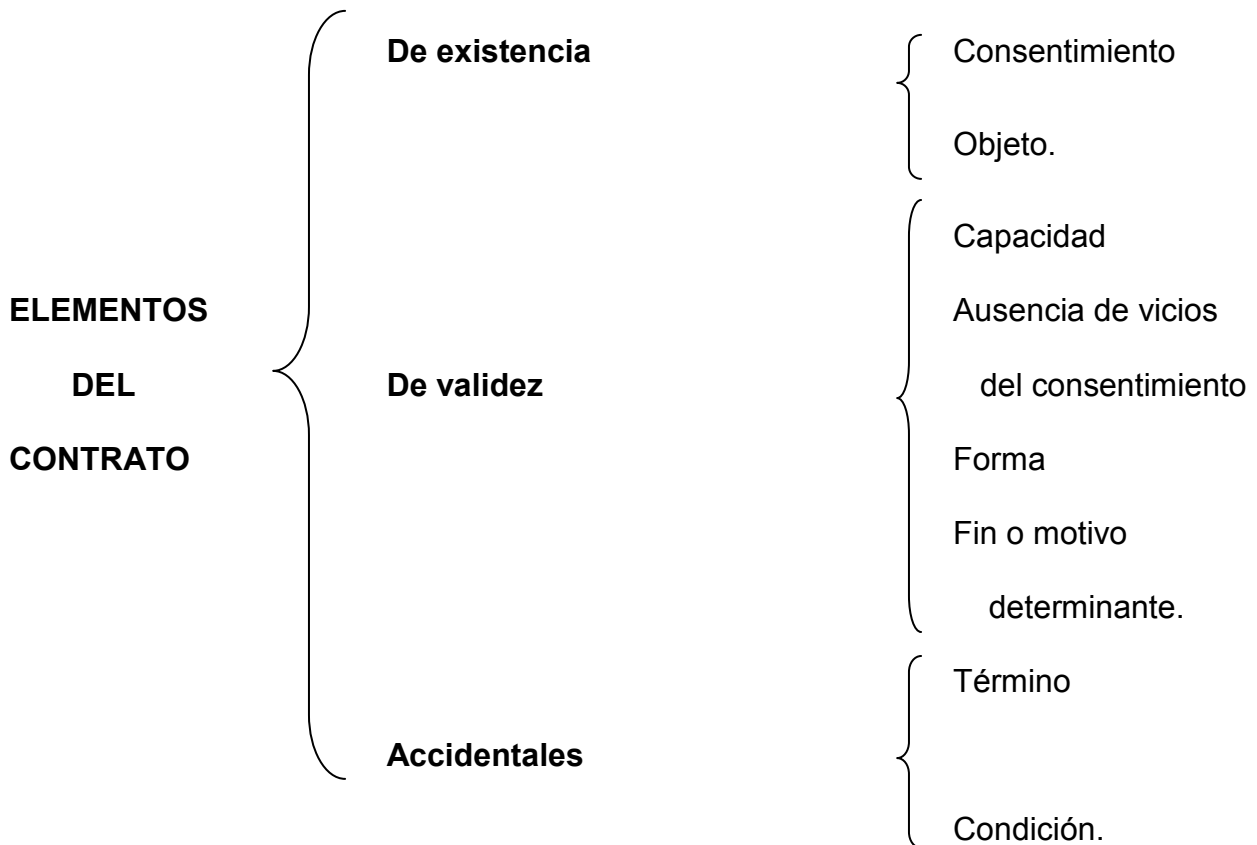 ELEMENTOS
DEL
CONTRATO
De existencia
Consentimiento
Objeto.
De validez
Capacidad
Ausencia de vicios
del consentimiento
Forma
Fin o motivo
determinante.
Accidentales
Término
Condición.